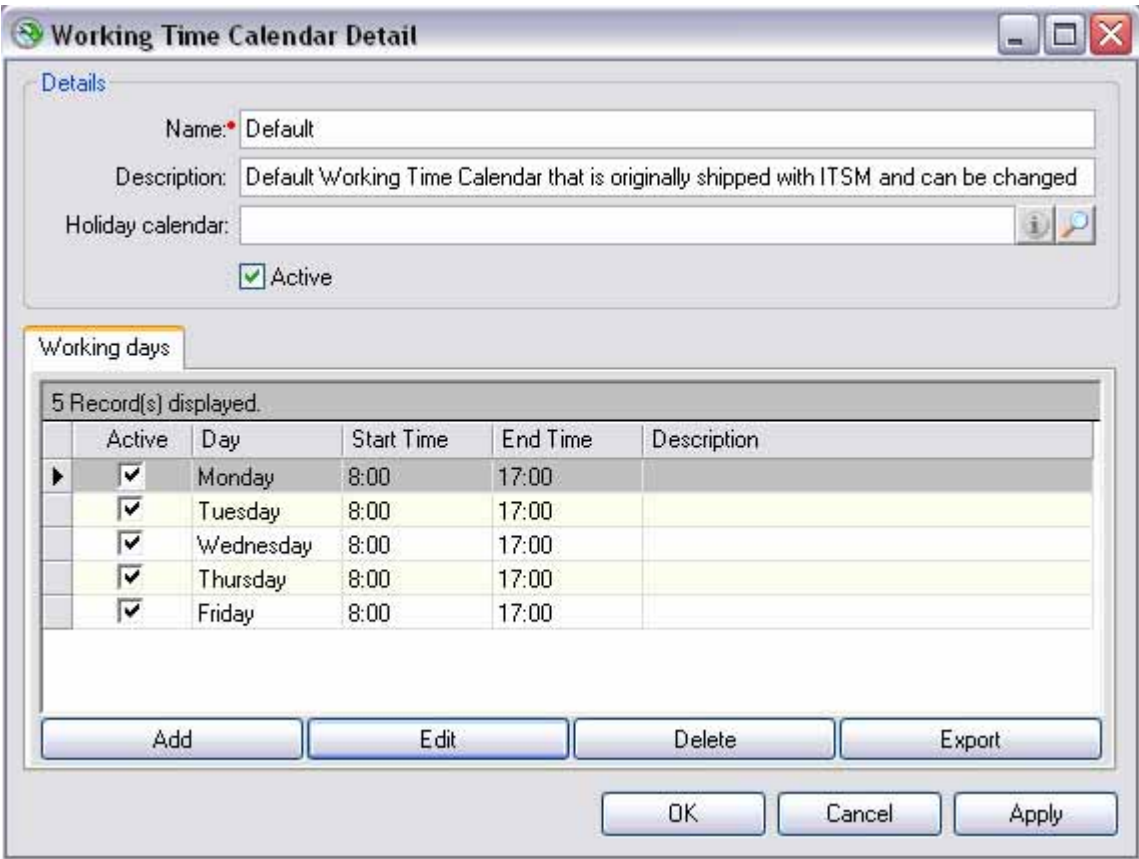 Working Time Calendar Detail
Details
Name: Default
Description: Default Working Time Calendar that is originally shipped with ITSM and can be changed
Holiday calendar:
Active
Working days
5 Record(s) displayed.
Active Day Start Time End Time Description
Monday 8:00 17:00
Tuesday 8:00 17:00
Wednesday 8:00 17:00
Thursday 8:00 17:00
Friday 8:00 17:00
Add Edit Delete Export
OK Cancel Apply